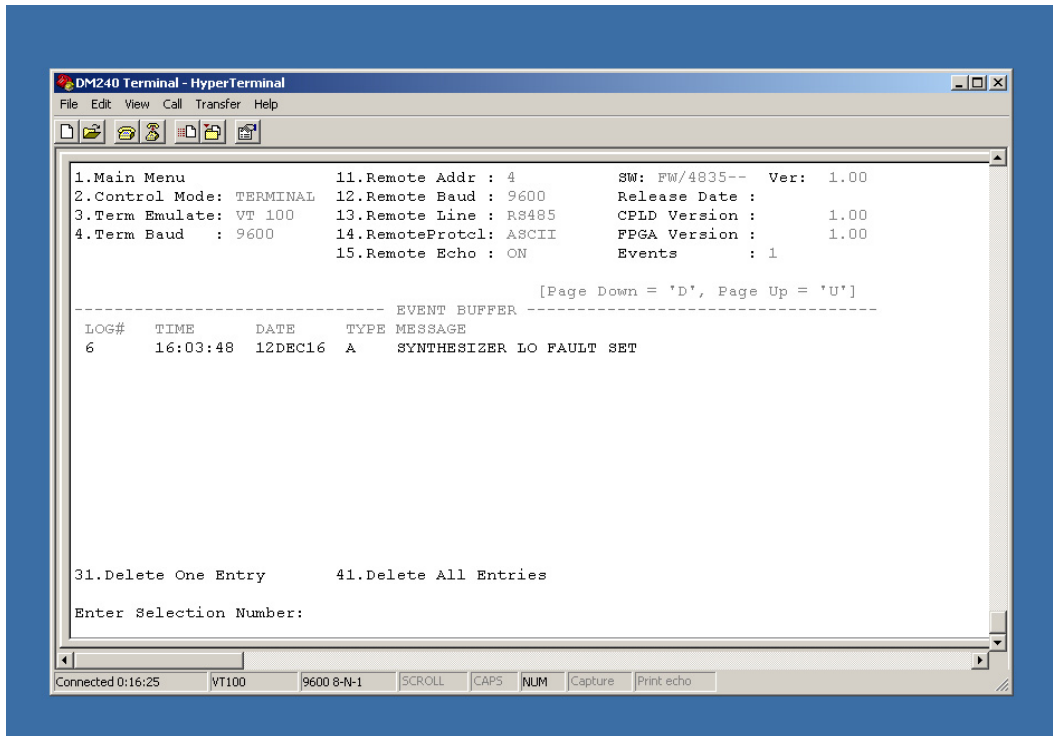 DM240 Terminal - HyperTerminal
File Edit View Call Transfer Help
1.Main Menu 11.Remote Addr : 4 SW: FW/4835-- Ver: 1.00
2.Control Mode: TERMINAL 12.Remote Baud : 9600 Release Date :
3.Term Emulate: VT 100 13.Remote Line : RS485 CPLD Version : 1.00
4.Term Baud : 9600 14.RemoteProtcl: ASCII FPGA Version : 1.00
15.Remote Echo : ON Events : 1
[Page Down = 'D', Page Up = 'U']
-------------------------------- EVENT BUFFER ------------------------------------
LOG# TIME DATE TYPE MESSAGE
6 16:03:48 12DEC16 A SYNTHESIZER LO FAULT SET
31.Delete One Entry 41.Delete All Entries
Enter Selection Number:
Connected 0:16:25 VT100 9600 8-N-1 SCROLL CAPS NUM Capture Print echo